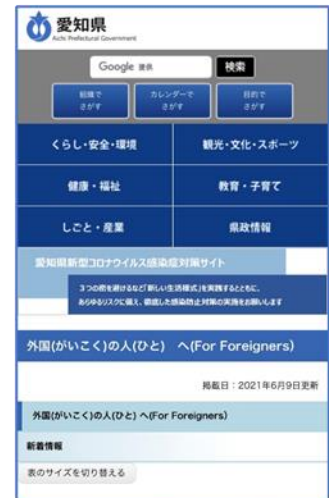 愛知県
Aichi Prefectural Government
Google 提供
検索
組織で
さがす
カレンダーで
さがす
目的で
さがす
くらし・安全・環境
観光・文化・スポーツ
健康・福祉
教育・子育て
しごと・産業
県政情報
愛知県新型コロナウイルス感染症対策サイト
3つの密を避けるなど「新しい生活様式」を実践するとともに、
あらゆるリスクに備え、徹底した感染防止対策の実施をお願いします
外国(がいこく)の人(ひと) へ(For Foreigners)
掲載日:2021年6月9日更新
外国(がいこく)の人(ひと) へ(For Foreigners)
新着情報
表のサイズを切り替える